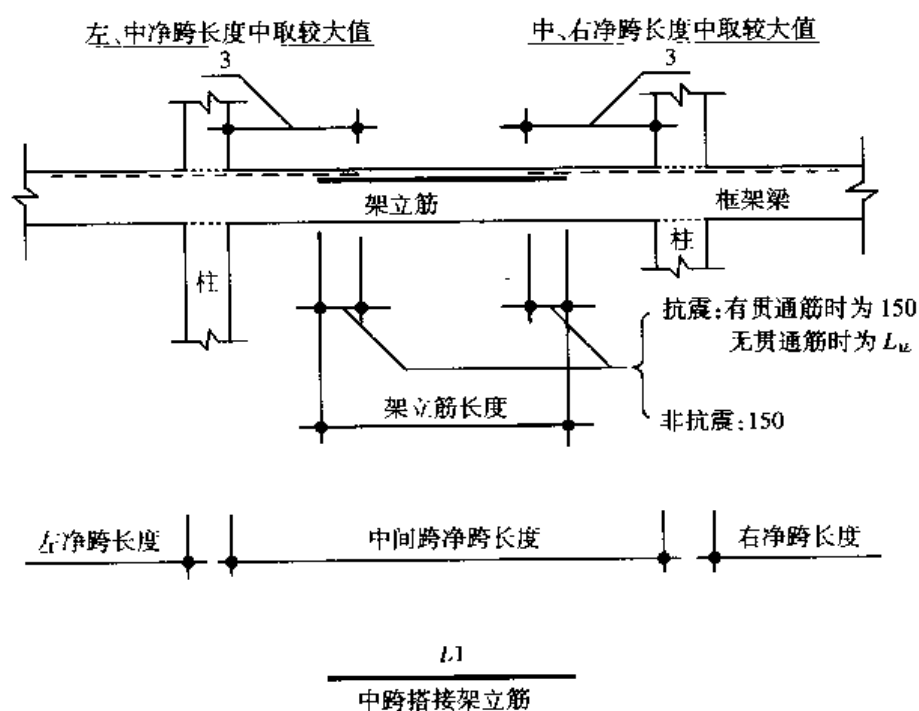 左、中净跨长度中取较大值
3
中、右净跨长度中取较大值
3
架立筋
框架梁
柱
柱
抗震:有贯通筋时为 150
无贯通筋时为 LlE
架立筋长度
非抗震:150
左净跨长度
中间跨净跨长度
右净跨长度
L1
中跨搭接架立筋